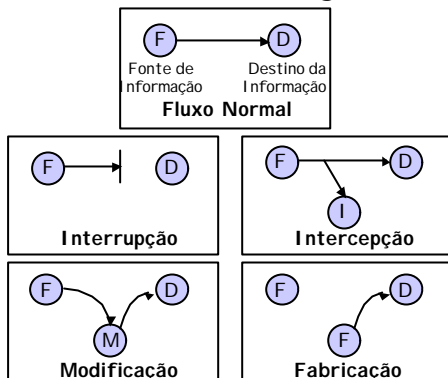 F D
Fonte de Destino da
Informação Informação
Fluxo Normal
F D
Interrupção
F D
I
Intercepção
F D
M
Modificação
F D
F
Fabricação